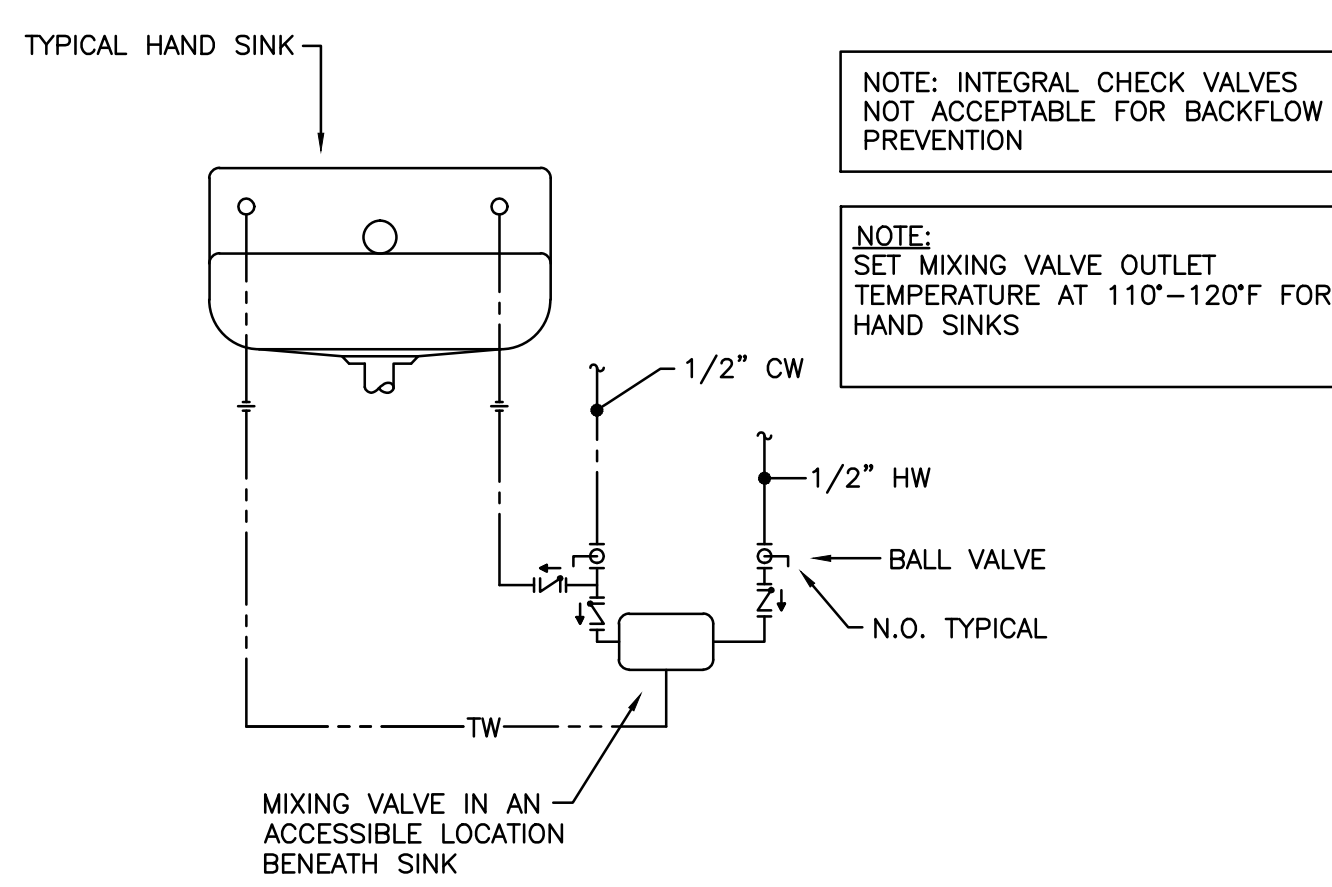 TYPICAL HAND SINK
NOTE: INTEGRAL CHECK VALVES
NOT ACCEPTABLE FOR BACKFLOW
PREVENTION
NOTE:
SET MIXING VALVE OUTLET
TEMPERATURE AT 110°–120°F FOR
HAND SINKS
1/2" CW
1/2" HW
BALL VALVE
N.O. TYPICAL
TW
MIXING VALVE IN AN
ACCESSIBLE LOCATION
BENEATH SINK